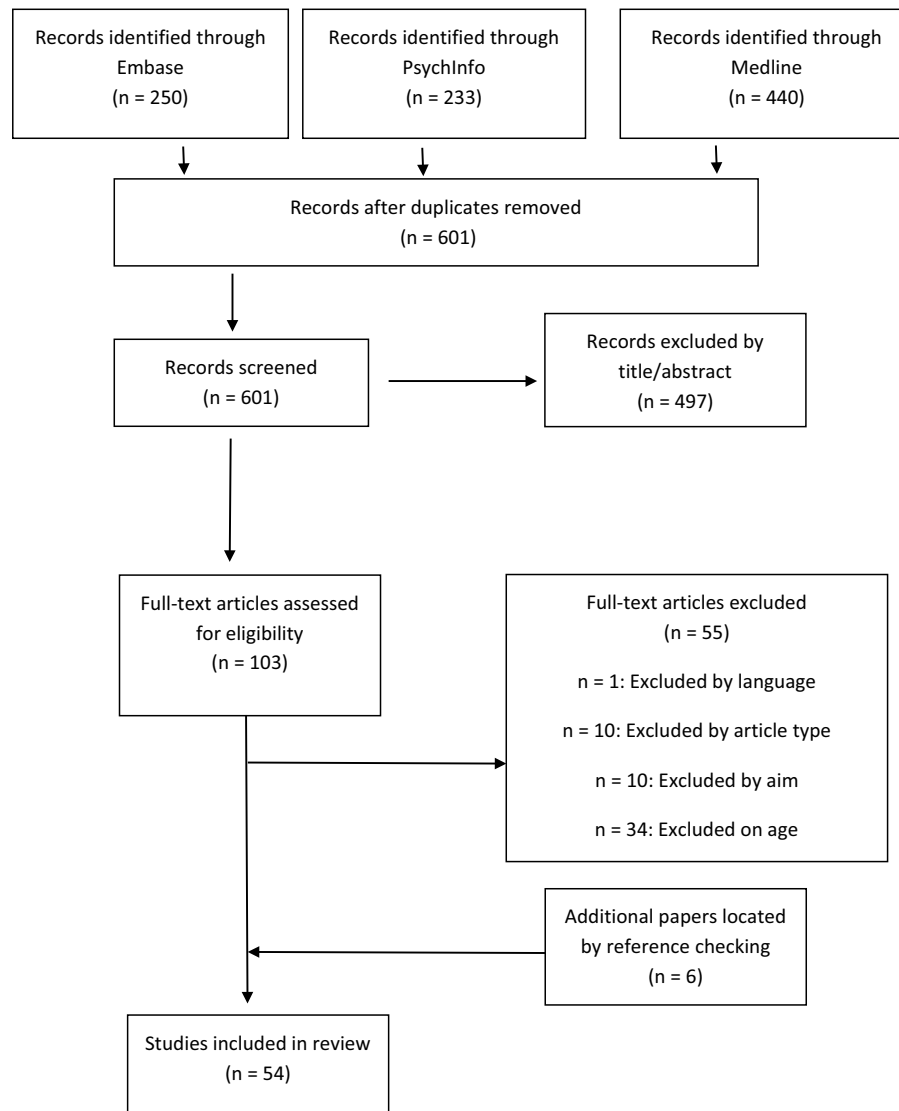 Records identified through
Embase
(n = 250)
Records identified through
PsychInfo
(n = 233)
Records identified through
Medline
(n = 440)
Records after duplicates removed
(n = 601)
Records screened
(n = 601)
Records excluded by
title/abstract
(n = 497)
Full-text articles assessed
for eligibility
(n = 103)
Full-text articles excluded
(n = 55)
n = 1: Excluded by language
n = 10: Excluded by article type
n = 10: Excluded by aim
n = 34: Excluded on age
Additional papers located
by reference checking
(n = 6)
Studies included in review
(n = 54)